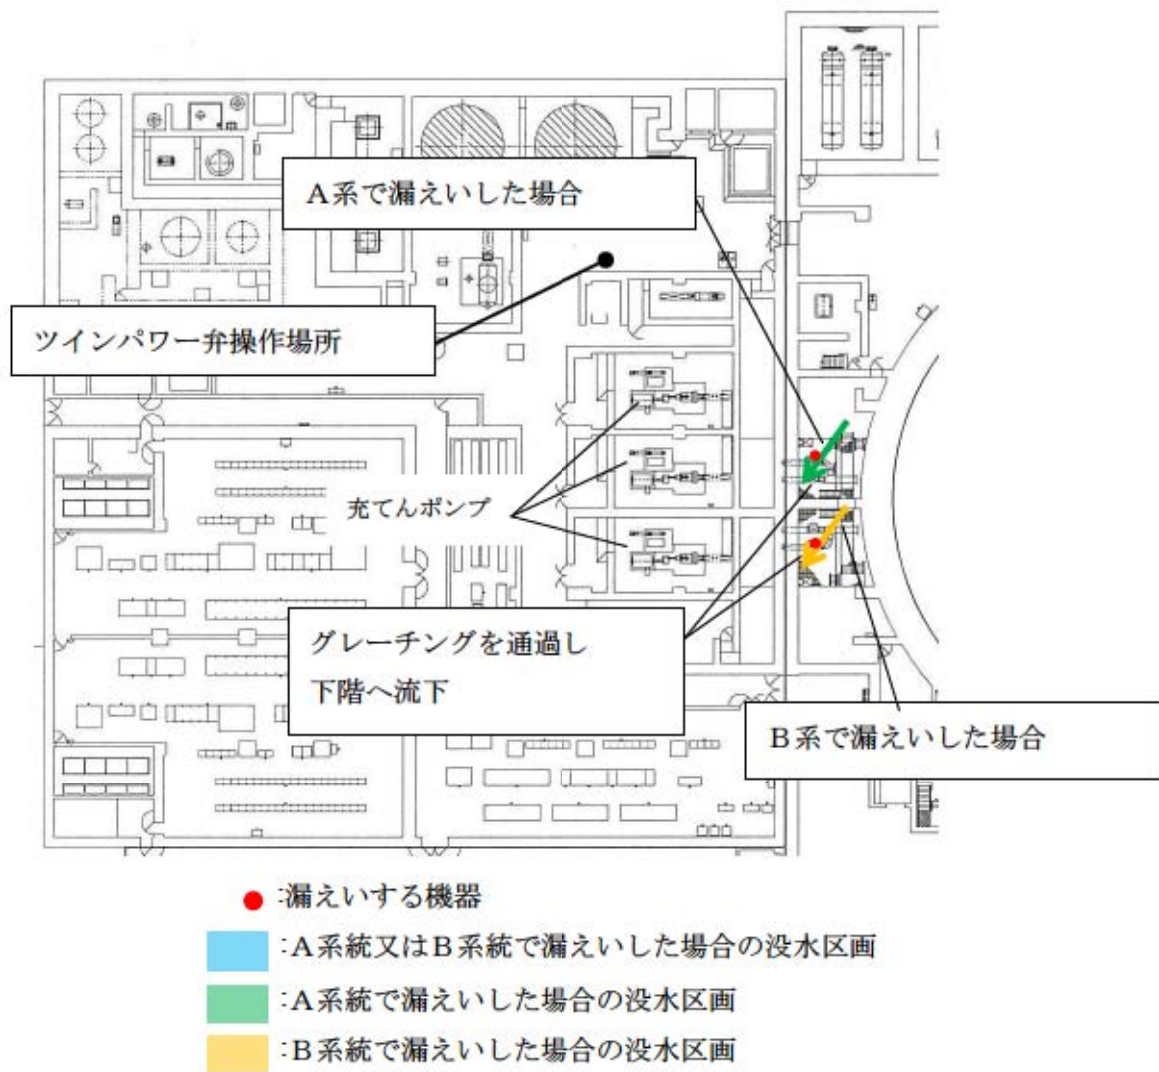 A系で漏えいした場合
ツインパワー弁操作場所
充てんポンプ
グレーチングを通過し
下階へ流下
B系で漏えいした場合
:漏えいする機器
:A系統又はB系統で漏えいした場合の没水区画
:A系統で漏えいした場合の没水区画
:B系統で漏えいした場合の没水区画